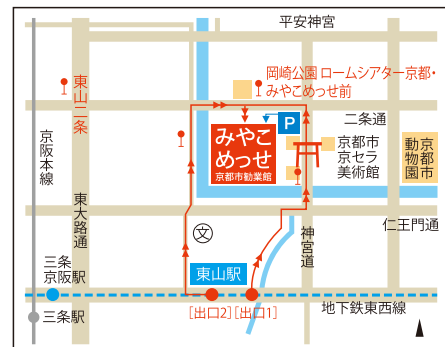 平安神宮
岡崎公園 ロームシアター京都・
みやこめっせ前
東山二条
二条通
P
みやこ
めっせ
京都市勧業館
京都市
京セラ
美術館
京都市
動物園
京阪本線
東大路通
仁王門通
文
神宮道
三条
京阪駅
東山駅
[出口2]
[出口1]
地下鉄東西線
三条駅